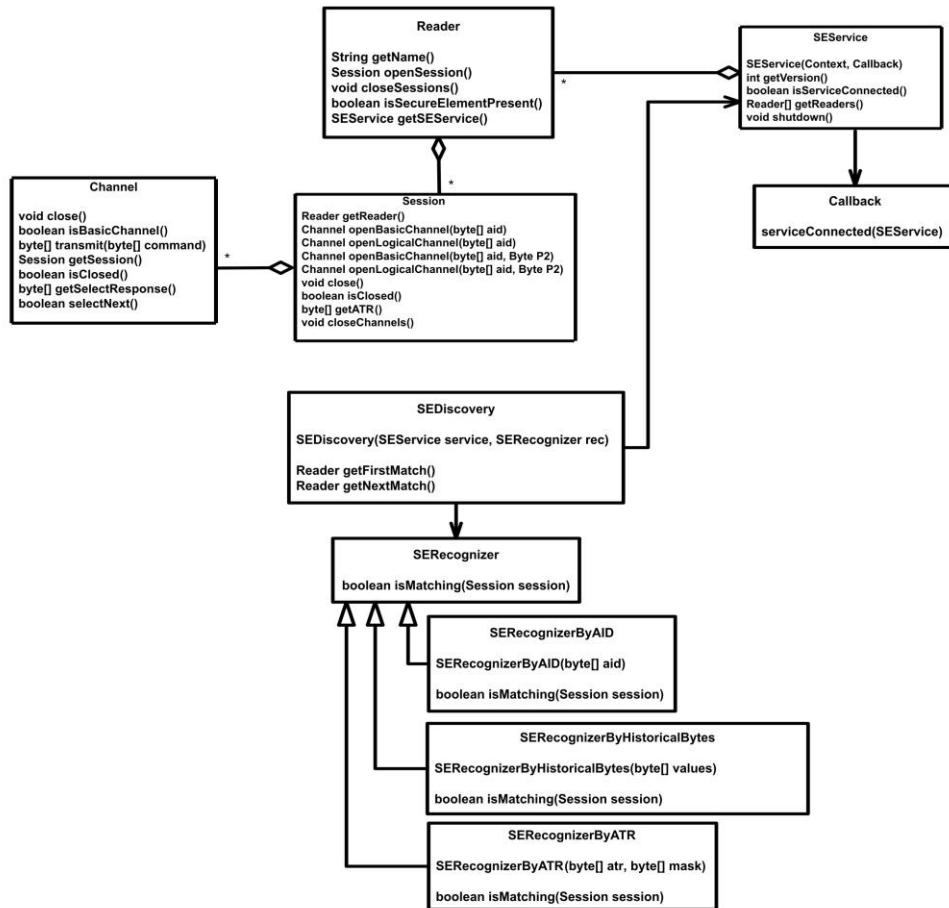 Reader
String getName()
Session openSession()
void closeSessions()
boolean isSecureElementPresent()
SEService getSEService()
*
SEService
SEService(Context, Callback)
int getVersion()
boolean isServiceConnected()
Reader[] getReaders()
void shutdown()
Callback
serviceConnected(SEService)
*
Channel
void close()
boolean isBasicChannel()
byte[] transmit(byte[] command)
Session getSession()
boolean isClosed()
byte[] getSelectResponse()
boolean selectNext()
*
Session
Reader getReader()
Channel openBasicChannel(byte[] aid)
Channel openLogicalChannel(byte[] aid)
Channel openBasicChannel(byte[] aid, Byte P2)
Channel openLogicalChannel(byte[] aid, Byte P2)
void close()
boolean isClosed()
byte[] getATR()
void closeChannels()
SEDiscovery
SEDiscovery(SEService service, SERecognizer rec)
Reader getFirstMatch()
Reader getNextMatch()
SERecognizer
boolean isMatching(Session session)
SERecognizerByAID
SERecognizerByAID(byte[] aid)
boolean isMatching(Session session)
SERecognizerByHistoricalBytes
SERecognizerByHistoricalBytes(byte[] values)
boolean isMatching(Session session)
SERecognizerByATR
SERecognizerByATR(byte[] atr, byte[] mask)
boolean isMatching(Session session)